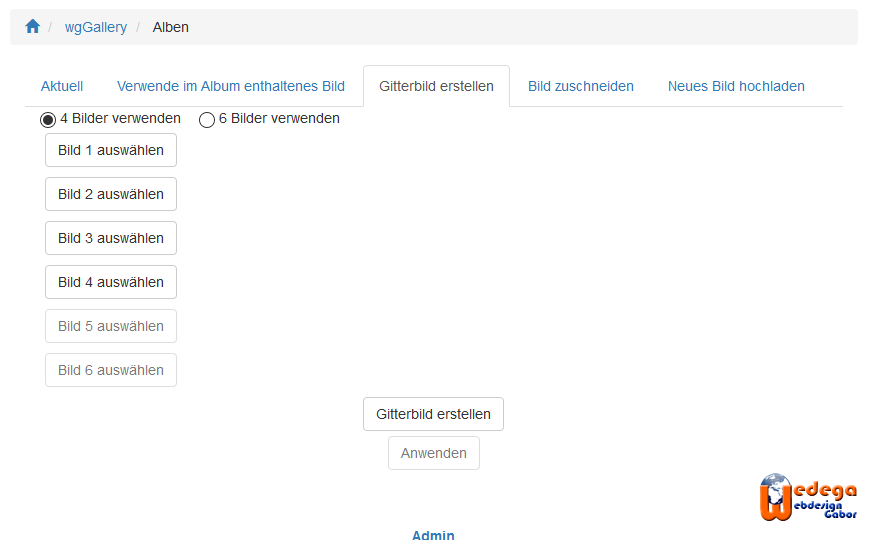 / wgGallery / Alben
Aktuell Verwende im Album enthaltenes Bild Gitterbild erstellen Bild zuschneiden Neues Bild hochladen
4 Bilder verwenden 6 Bilder verwenden
Bild 1 auswählen
Bild 2 auswählen
Bild 3 auswählen
Bild 4 auswählen
Bild 5 auswählen
Bild 6 auswählen
Gitterbild erstellen
Anwenden
Wedega
Webdesign
Gabor
Admin